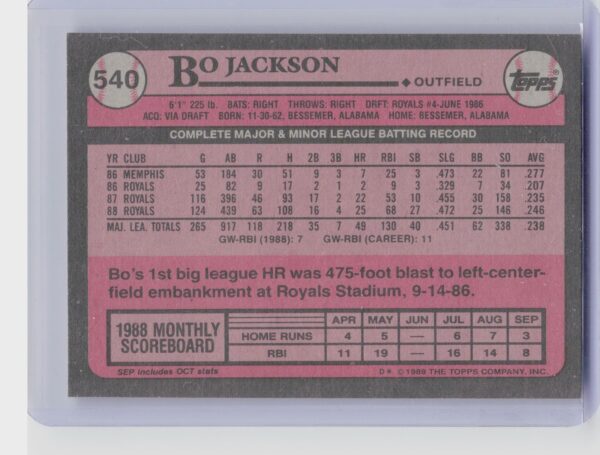 540
BO JACKSON
OUTFIELD
TOPPS®
6'1" 225 lb. BATS: RIGHT THROWS: RIGHT DRFT: ROYALS #4-JUNE 1986
ACQ: VIA DRAFT BORN: 11-30-62, BESSEMER, ALABAMA HOME: BESSEMER, ALABAMA
COMPLETE MAJOR & MINOR LEAGUE BATTING RECORD
YR CLUB G AB R H 2B 3B HR RBI SB SLG BB SO AVG
86 MEMPHIS 53 184 30 51 9 3 7 25 3 .473 22 81 .277
86 ROYALS 25 82 9 17 2 1 2 9 3 .329 7 34 .207
87 ROYALS 116 396 46 93 17 2 22 53 10 .455 30 158 .235
88 ROYALS 124 439 63 108 16 4 25 68 27 .472 25 146 .246
MAJ. LEA. TOTALS 265 917 118 218 35 7 49 130 40 .451 62 338 .238
GW-RBI (1988): 7 GW-RBI (CAREER): 11
Bo's 1st big league HR was 475-foot blast to left-center-
field embankment at Royals Stadium, 9-14-86.
1988 MONTHLY
SCOREBOARD
APR MAY JUN JUL AUG SEP
HOME RUNS 4 5 — 6 7 3
RBI 11 19 — 16 14 8
SEP includes OCT stats
D* © 1989 THE TOPPS COMPANY, INC.